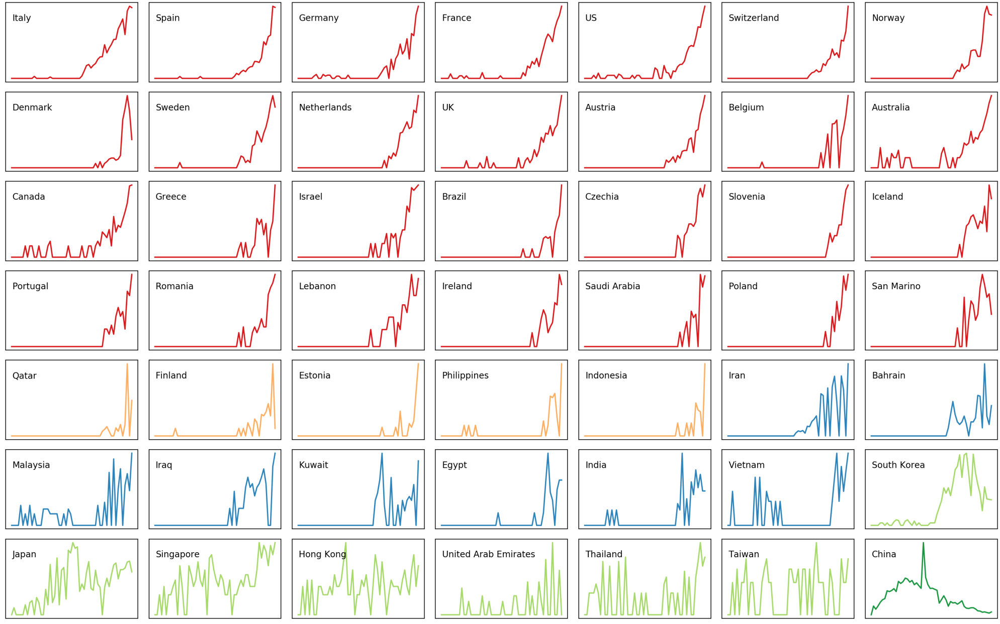 Italy
Spain
Germany
France
US
Switzerland
Norway
Denmark
Sweden
Netherlands
UK
Austria
Belgium
Australia
Canada
Greece
Israel
Brazil
Czechia
Slovenia
Iceland
Portugal
Romania
Lebanon
Ireland
Saudi Arabia
Poland
San Marino
Qatar
Finland
Estonia
Philippines
Indonesia
Iran
Bahrain
Malaysia
Iraq
Kuwait
Egypt
India
Vietnam
South Korea
Japan
Singapore
Hong Kong
United Arab Emirates
Thailand
Taiwan
China